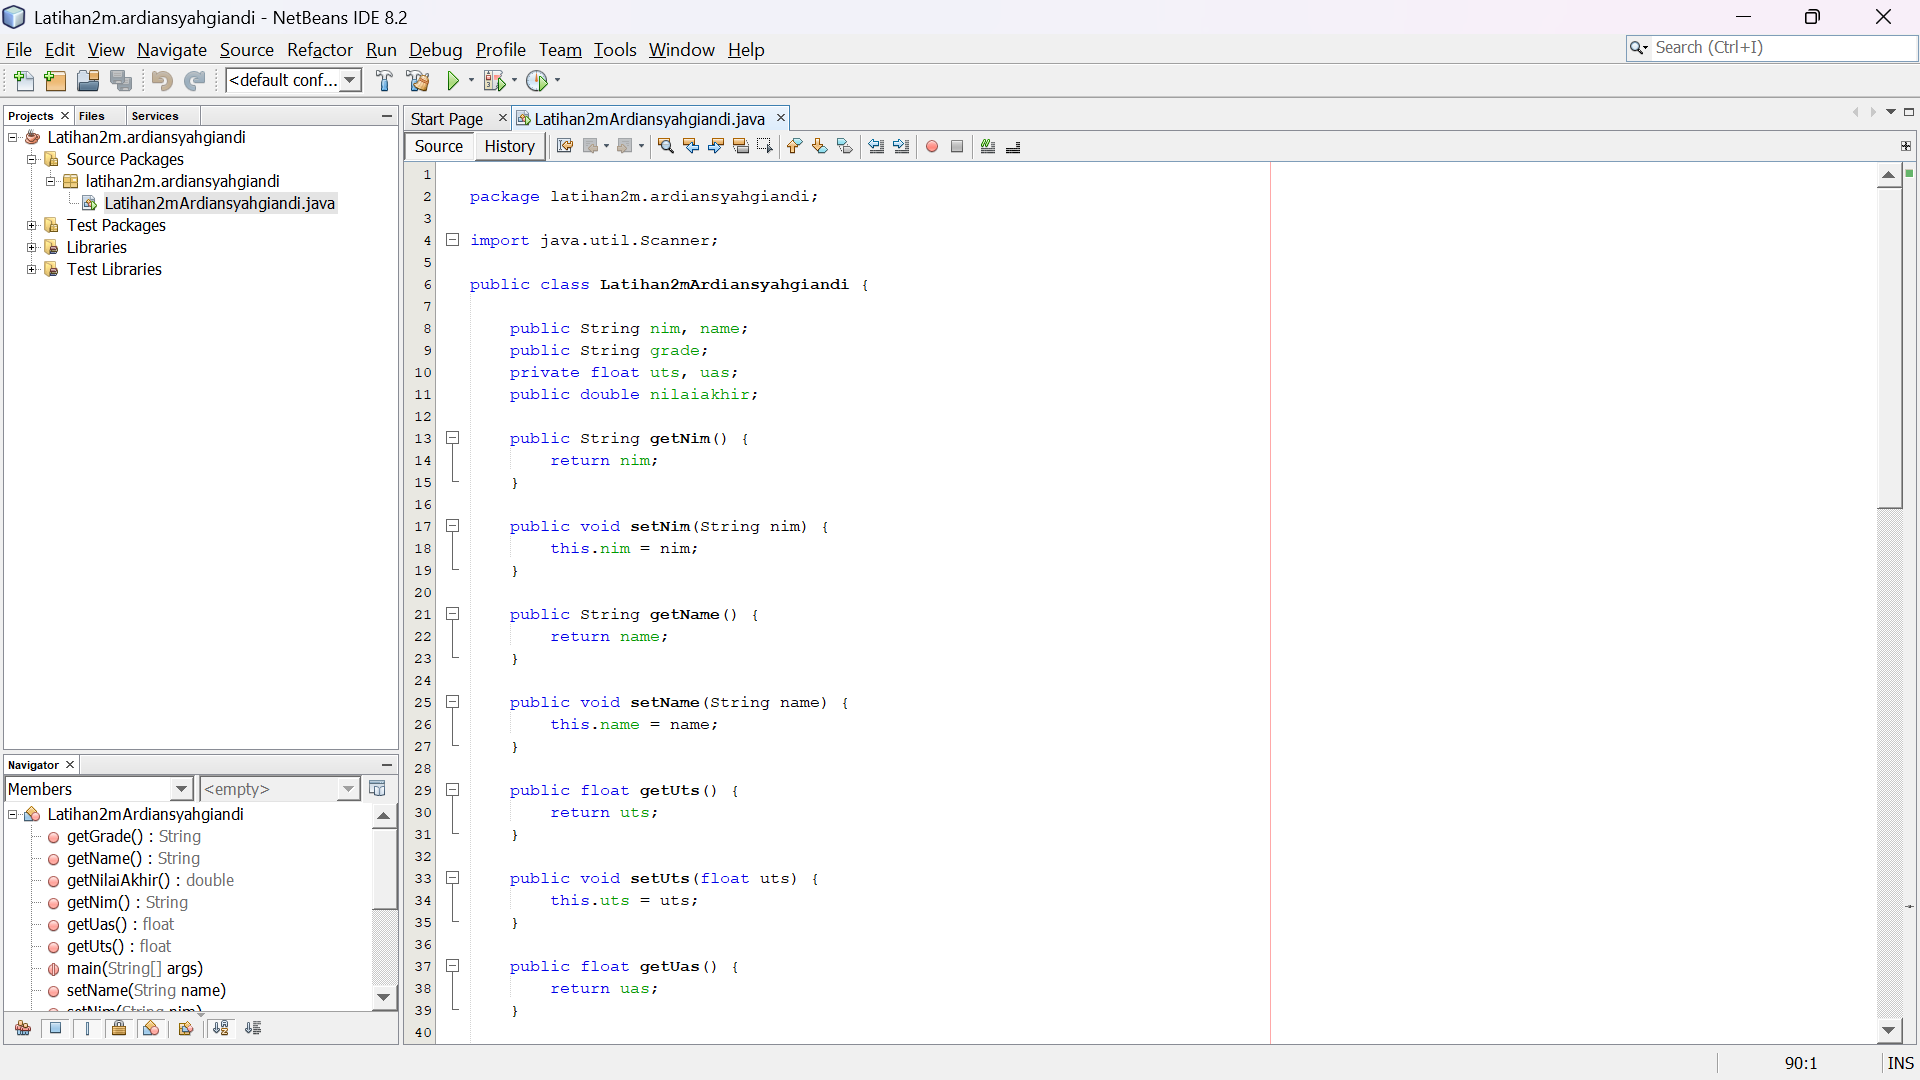 Latihan2m.ardiansyahgiandi - NetBeans IDE 8.2
File Edit View Navigate Source Refactor Run Debug Profile Team Tools Window Help
Search (Ctrl+I)
<default conf...
Projects Files Services
Latihan2m.ardiansyahgiandi
Source Packages
latihan2m.ardiansyahgiandi
Latihan2mArdiansyahgiandi.java
Test Packages
Libraries
Test Libraries
Navigator
Members <empty>
Latihan2mArdiansyahgiandi
getGrade() : String
getName() : String
getNilaiAkhir() : double
getNim() : String
getUas() : float
getUts() : float
main(String[] args)
setName(String name)
setNim(String nim)
Start Page Latihan2mArdiansyahgiandi.java
Source History
1
2 package latihan2m.ardiansyahgiandi;
3
4 import java.util.Scanner;
5
6 public class Latihan2mArdiansyahgiandi {
7
8 public String nim, name;
9 public String grade;
10 private float uts, uas;
11 public double nilaiakhir;
12
13 public String getNim() {
14 return nim;
15 }
16
17 public void setNim(String nim) {
18 this.nim = nim;
19 }
20
21 public String getName() {
22 return name;
23 }
24
25 public void setName(String name) {
26 this.name = name;
27 }
28
29 public float getUts() {
30 return uts;
31 }
32
33 public void setUts(float uts) {
34 this.uts = uts;
35 }
36
37 public float getUas() {
38 return uas;
39 }
40
90:1 INS